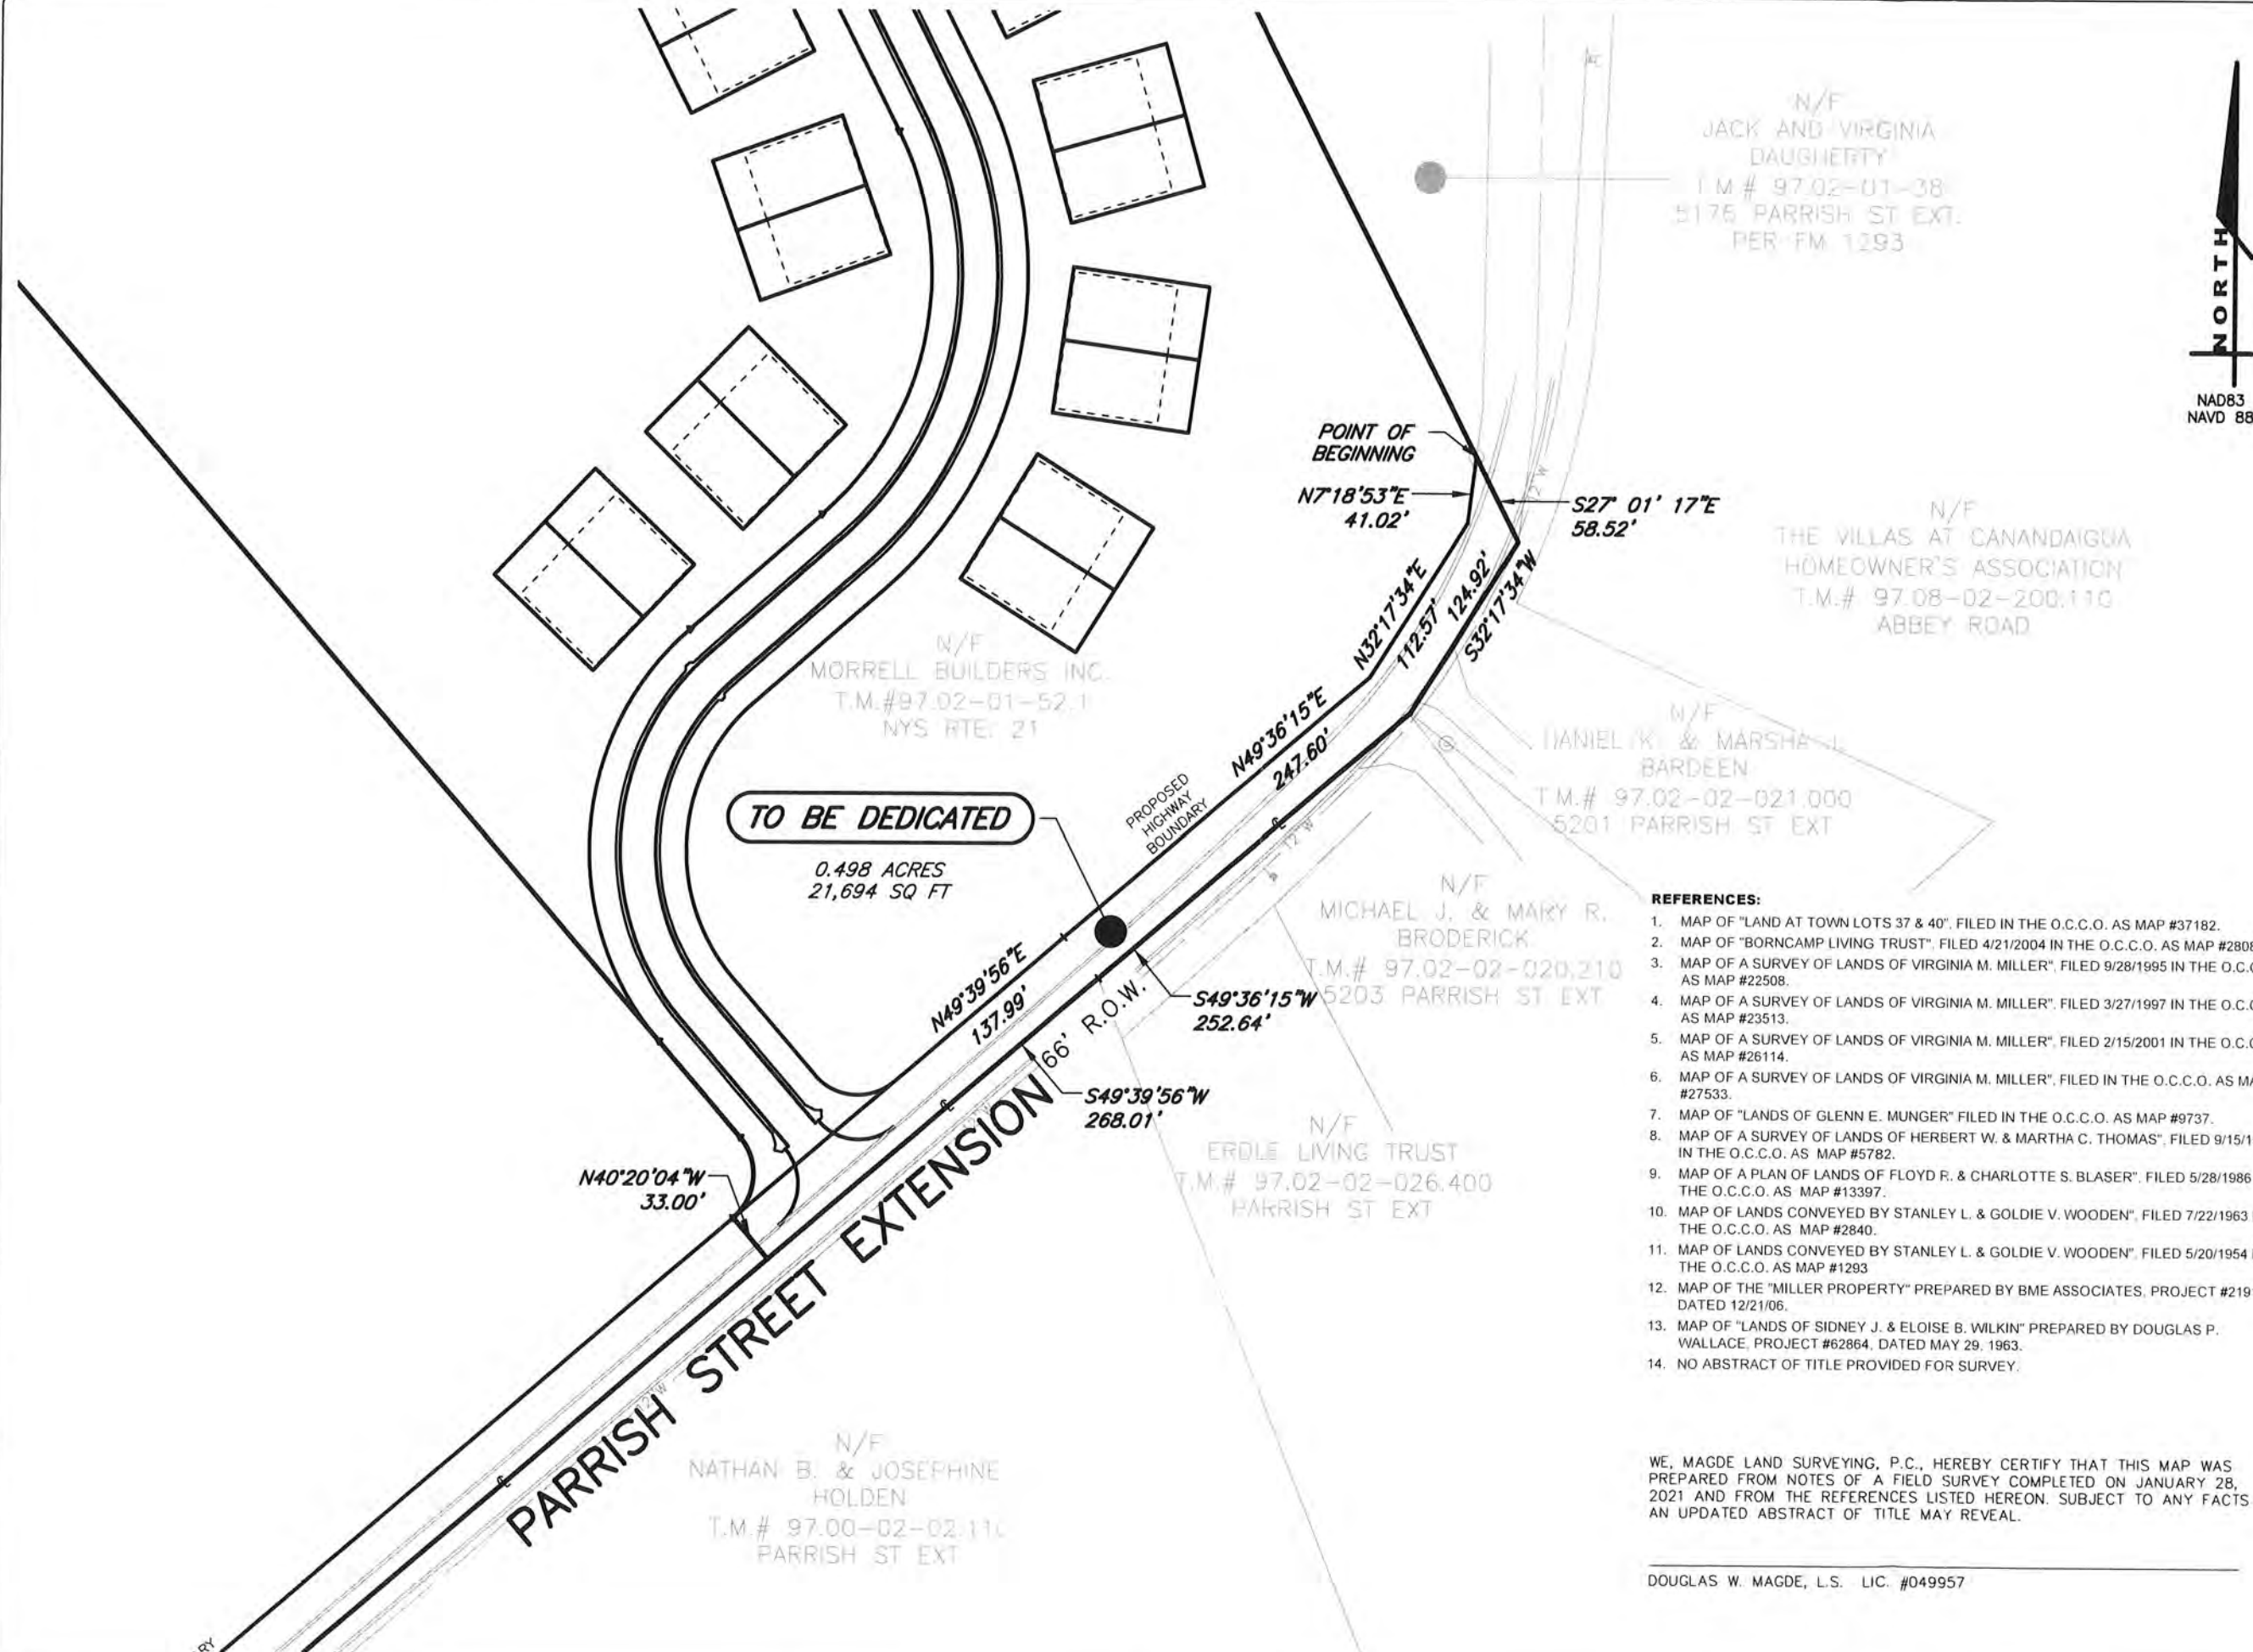 N/F
JACK AND VIRGINIA
DAUGHERTY
T.M.# 97.02-01-38
5176 PARRISH ST EXT.
PER FM 1293
NORTH
NAD83
NAVD 88
POINT OF
BEGINNING
N7°18'53"E
41.02'
S27° 01' 17"E
58.52'
12"W
N/F
THE VILLAS AT CANANDAIGUA
HOMEOWNER'S ASSOCIATION
T.M.# 97.08-02-200.110
ABBEY ROAD
N32°17'34"E
112.57'
124.92'
S32°17'34"W
N/F
MORRELL BUILDERS INC.
T.M.#97.02-01-52.1
NYS RTE. 21
N49°36'15"E
247.60'
PROPOSED
HIGHWAY
BOUNDARY
N/F
DANIEL K. & MARSHA L.
BARDEEN
T.M.# 97.02-02-021.000
5201 PARRISH ST EXT
12"W
TO BE DEDICATED
0.498 ACRES
21,694 SQ FT
N/F
MICHAEL J. & MARY R.
BRODERICK
T.M.# 97.02-02-020.210
5203 PARRISH ST EXT
N49°39'56"E
137.99'
S49°36'15"W
252.64'
66' R.O.W.
S49°39'56"W
268.01'
N/F
ERDLE LIVING TRUST
T.M.# 97.02-02-026.400
PARRISH ST EXT
N40°20'04"W
33.00'
PARRISH STREET EXTENSION
12"W
N/F
NATHAN B. & JOSEPHINE
HOLDEN
T.M.# 97.00-02-02.110
PARRISH ST EXT
RY
REFERENCES:
1. MAP OF "LAND AT TOWN LOTS 37 & 40". FILED IN THE O.C.C.O. AS MAP #37182.
2. MAP OF "BORNCAMP LIVING TRUST". FILED 4/21/2004 IN THE O.C.C.O. AS MAP #2808
3. MAP OF A SURVEY OF LANDS OF VIRGINIA M. MILLER", FILED 9/28/1995 IN THE O.C.C
AS MAP #22508.
4. MAP OF A SURVEY OF LANDS OF VIRGINIA M. MILLER". FILED 3/27/1997 IN THE O.C.C
AS MAP #23513.
5. MAP OF A SURVEY OF LANDS OF VIRGINIA M. MILLER", FILED 2/15/2001 IN THE O.C.C
AS MAP #26114.
6. MAP OF A SURVEY OF LANDS OF VIRGINIA M. MILLER", FILED IN THE O.C.C.O. AS MA
#27533.
7. MAP OF "LANDS OF GLENN E. MUNGER" FILED IN THE O.C.C.O. AS MAP #9737.
8. MAP OF A SURVEY OF LANDS OF HERBERT W. & MARTHA C. THOMAS", FILED 9/15/1
IN THE O.C.C.O. AS MAP #5782.
9. MAP OF A PLAN OF LANDS OF FLOYD R. & CHARLOTTE S. BLASER". FILED 5/28/1986
THE O.C.C.O. AS MAP #13397.
10. MAP OF LANDS CONVEYED BY STANLEY L. & GOLDIE V. WOODEN", FILED 7/22/1963
THE O.C.C.O. AS MAP #2840.
11. MAP OF LANDS CONVEYED BY STANLEY L. & GOLDIE V. WOODEN", FILED 5/20/1954
THE O.C.C.O. AS MAP #1293
12. MAP OF THE "MILLER PROPERTY" PREPARED BY BME ASSOCIATES, PROJECT #219
DATED 12/21/06.
13. MAP OF "LANDS OF SIDNEY J. & ELOISE B. WILKIN" PREPARED BY DOUGLAS P.
WALLACE, PROJECT #62864, DATED MAY 29, 1963.
14. NO ABSTRACT OF TITLE PROVIDED FOR SURVEY.
WE, MAGDE LAND SURVEYING, P.C., HEREBY CERTIFY THAT THIS MAP WAS
PREPARED FROM NOTES OF A FIELD SURVEY COMPLETED ON JANUARY 28,
2021 AND FROM THE REFERENCES LISTED HEREON. SUBJECT TO ANY FACTS
AN UPDATED ABSTRACT OF TITLE MAY REVEAL.
DOUGLAS W. MAGDE, L.S. LIC. #049957